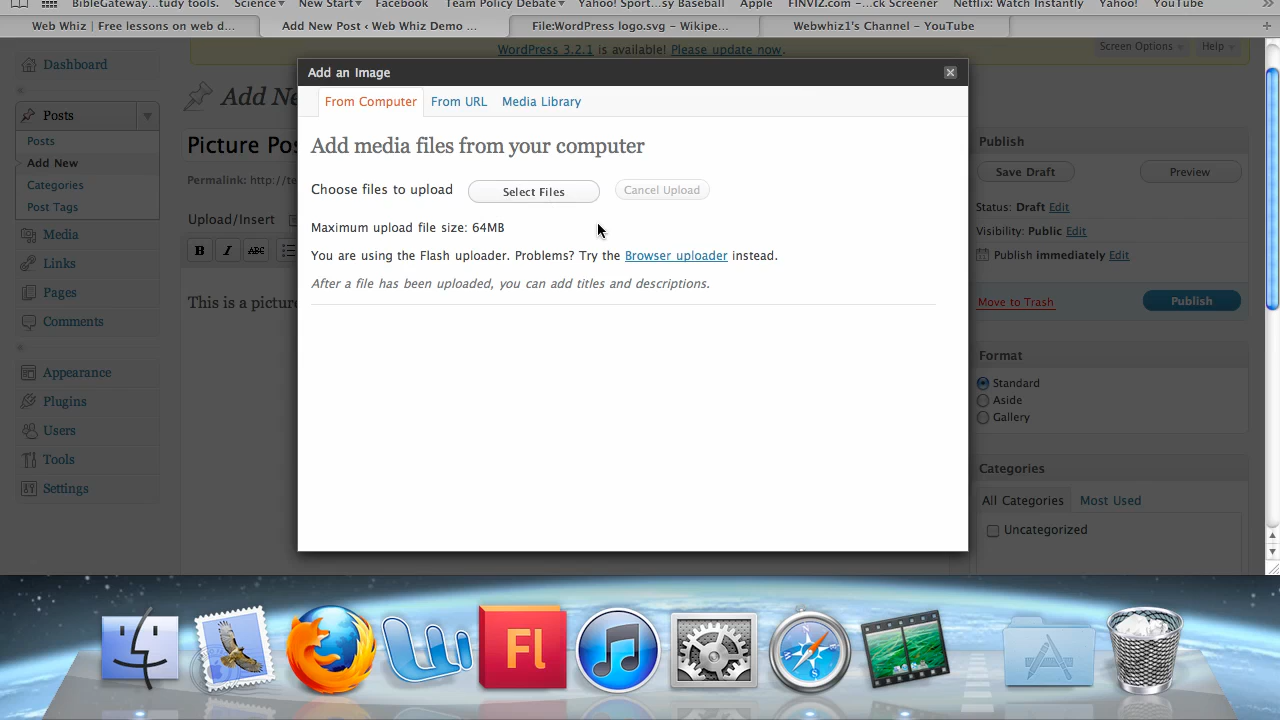 BibleGateway...tudy tools. Science New Start Facebook Team Policy Debate Yahoo! Sport...sy Baseball Apple FINVIZ.com -...ck Screener Netflix: Watch Instantly Yahoo! YouTube
Web Whiz | Free lessons on web d... Add New Post ‹ Web Whiz Demo ... File:WordPress logo.svg - Wikipe... Webwhiz1's Channel - YouTube
WordPress 3.2.1 is available! Please update now. Screen Options Help
Dashboard
Posts
Posts
Add New
Categories
Post Tags
Media
Links
Pages
Comments
Appearance
Plugins
Users
Tools
Settings
Add Ne
Picture Pos
Permalink: http://te
Upload/Insert
B I ABC
This is a picture
Add an Image
From Computer From URL Media Library
Add media files from your computer
Choose files to upload Select Files Cancel Upload
Maximum upload file size: 64MB
You are using the Flash uploader. Problems? Try the Browser uploader instead.
After a file has been uploaded, you can add titles and descriptions.
Publish
Save Draft Preview
Status: Draft Edit
Visibility: Public Edit
Publish immediately Edit
Move to Trash Publish
Format
Standard
Aside
Gallery
Categories
All Categories Most Used
Uncategorized
Fl